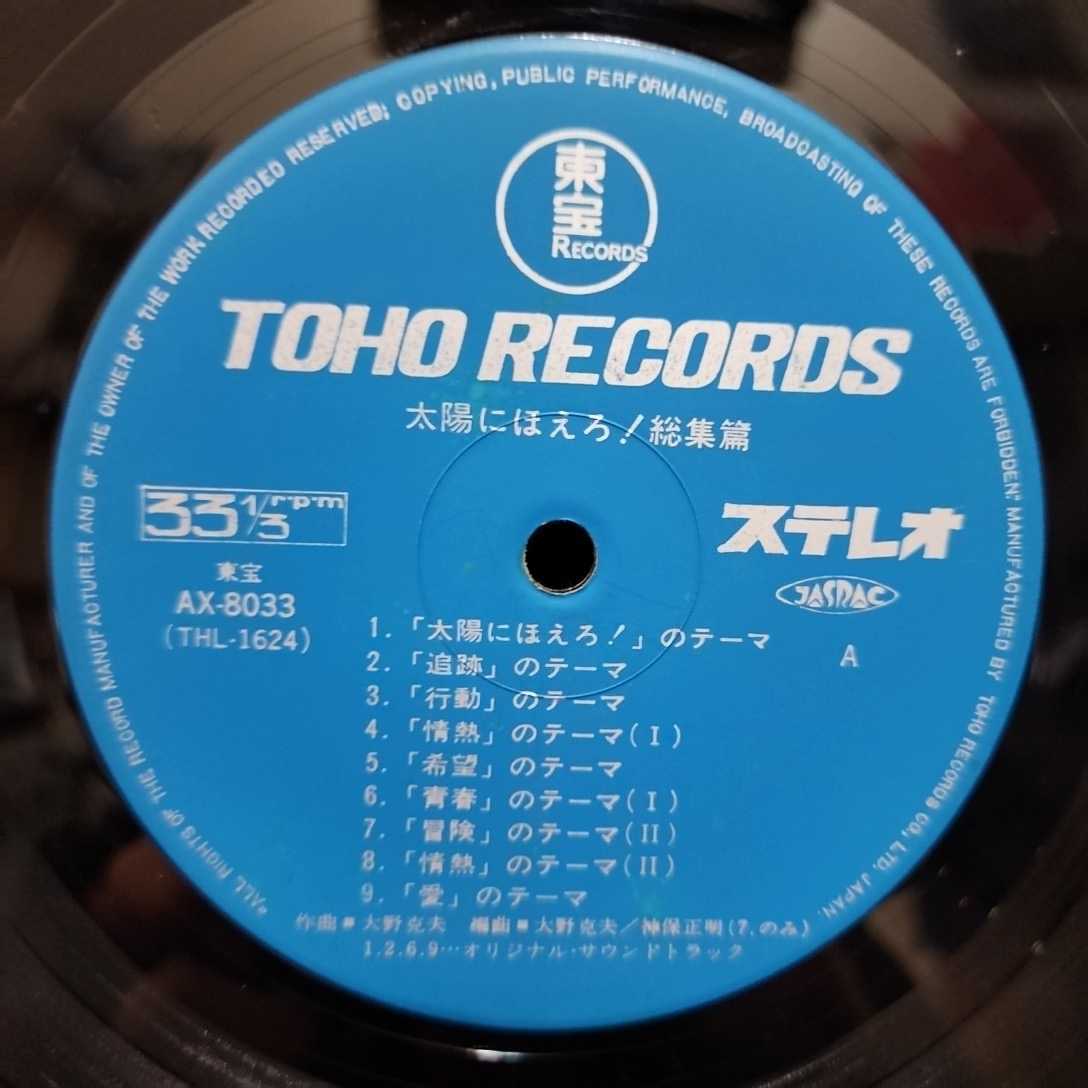 "ALL RIGHTS OF THE RECORD MANUFACTURER AND OF THE OWNER OF THE WORK RECORDED RESERVED; COPYING, PUBLIC PERFORMANCE, BROADCASTING OF THESE RECORDS ARE FORBIDDEN." MANUFACTURED BY TOHO RECORDS CO., LTD. JAPAN.
東宝
RECORDS
TOHO RECORDS
太陽にほえろ!総集篇
33 1/3 r·p·m
ステレオ
東宝
JASRAC
AX-8033
(THL-1624)
A
1.「太陽にほえろ!」のテーマ
2.「追跡」のテーマ
3.「行動」のテーマ
4.「情熱」のテーマ(I)
5.「希望」のテーマ
6.「青春」のテーマ(I)
7.「冒険」のテーマ(II)
8.「情熱」のテーマ(II)
9.「愛」のテーマ
作曲■大野克夫 編曲■大野克夫/神保正明(7.のみ)
1.2.6.9…オリジナル·サウンドトラック